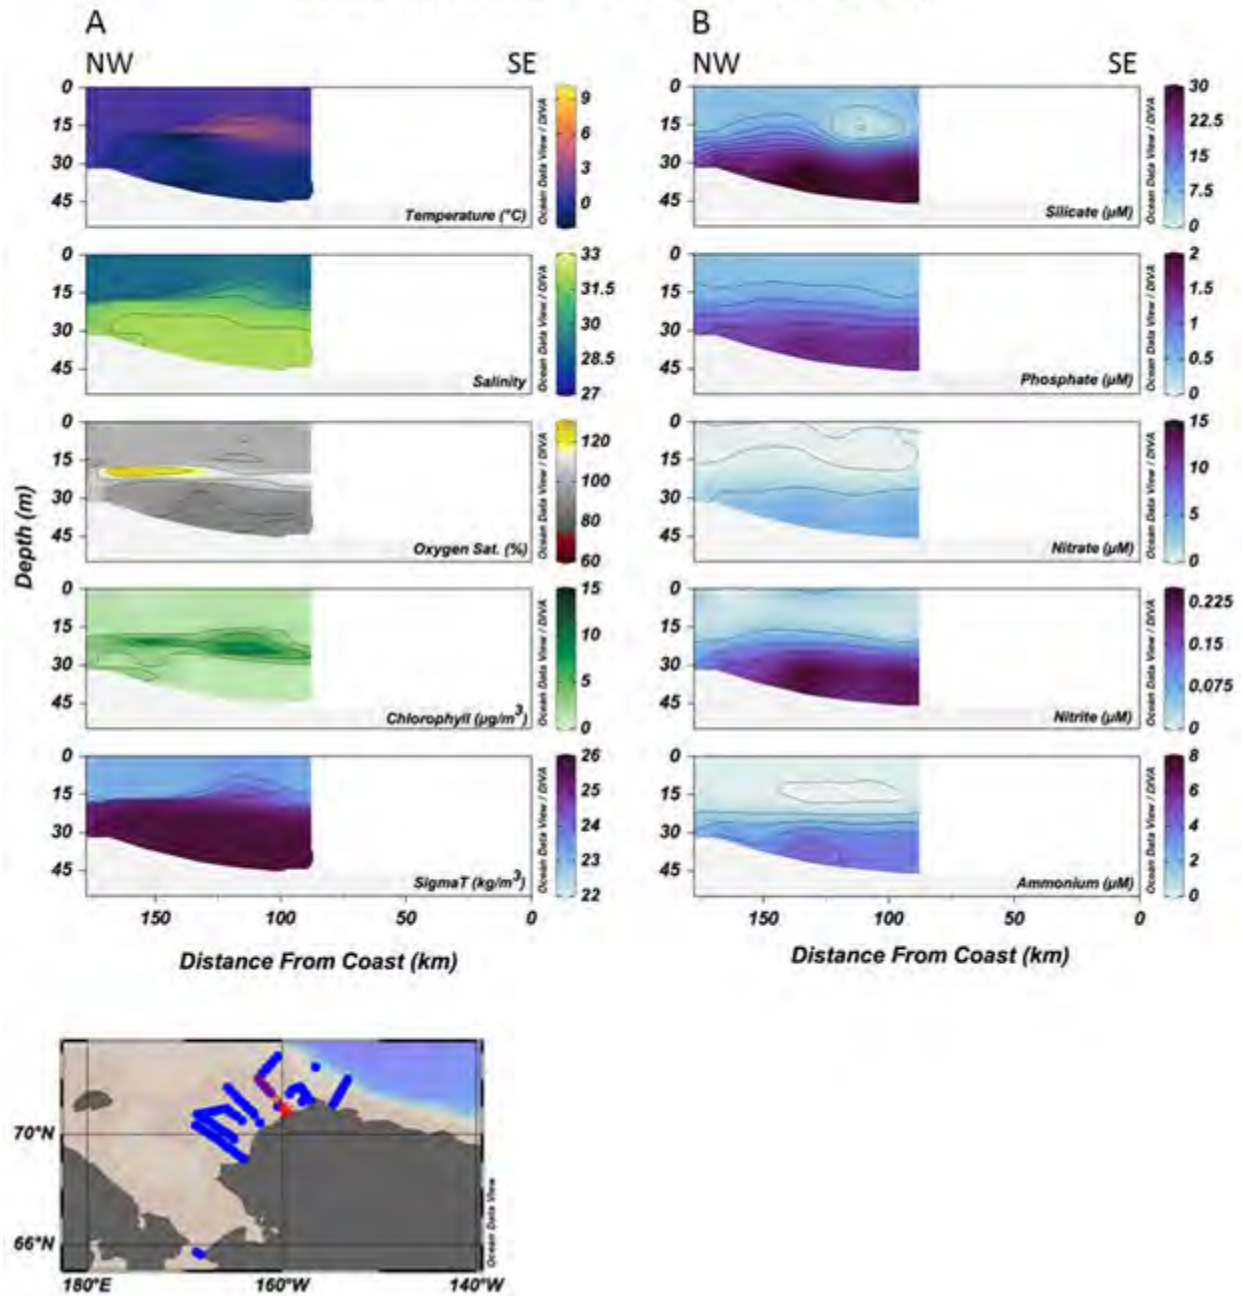 A
B
NW
SE
NW
SE
0
15
30
45
Temperature (°C)
9
6
3
0
Ocean Data View / DIVA
0
15
30
45
Silicate (µM)
30
22.5
15
7.5
0
Ocean Data View / DIVA
0
15
30
45
Salinity
33
31.5
30
28.5
27
Ocean Data View / DIVA
0
15
30
45
Phosphate (µM)
2
1.5
1
0.5
0
Ocean Data View / DIVA
Depth (m)
0
15
30
45
Oxygen Sat. (%)
120
100
80
60
Ocean Data View / DIVA
0
15
30
45
Nitrate (µM)
15
10
5
0
Ocean Data View / DIVA
0
15
30
45
Chlorophyll (µg/m³)
15
10
5
0
Ocean Data View / DIVA
0
15
30
45
Nitrite (µM)
0.225
0.15
0.075
0
Ocean Data View / DIVA
0
15
30
45
SigmaT (kg/m³)
26
25
24
23
22
Ocean Data View / DIVA
0
15
30
45
Ammonium (µM)
8
6
4
2
0
Ocean Data View / DIVA
150
100
50
0
Distance From Coast (km)
150
100
50
0
Distance From Coast (km)
70°N
66°N
180°E
160°W
140°W
Ocean Data View